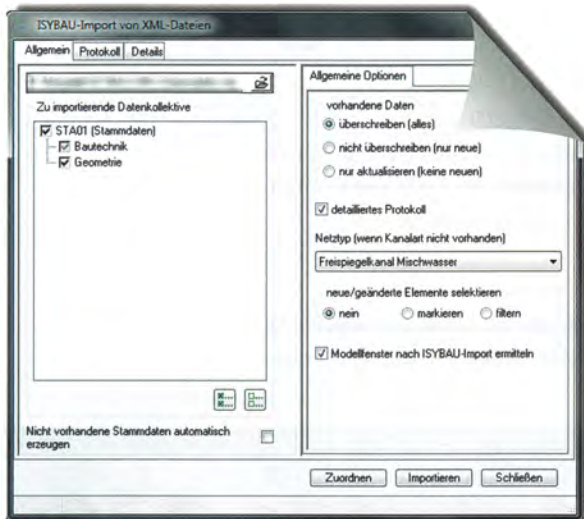 ISYBAU-Import von XML-Dateien
Allgemein Protokoll Details
Zu importierende Datenkollektive
STA01 (Stammdaten)
Bautechnik
Geometrie
Nicht vorhandene Stammdaten automatisch
erzeugen
Allgemeine Optionen
vorhandene Daten
überschreiben (alles)
nicht überschreiben (nur neue)
nur aktualisieren (keine neuen)
detailliertes Protokoll
Netztyp (wenn Kanalart nicht vorhanden)
Freispiegelkanal Mischwasser
neue/geänderte Elemente selektieren
nein markieren filtern
Modellfenster nach ISYBAU-Import ermitteln
Zuordnen Importieren Schließen